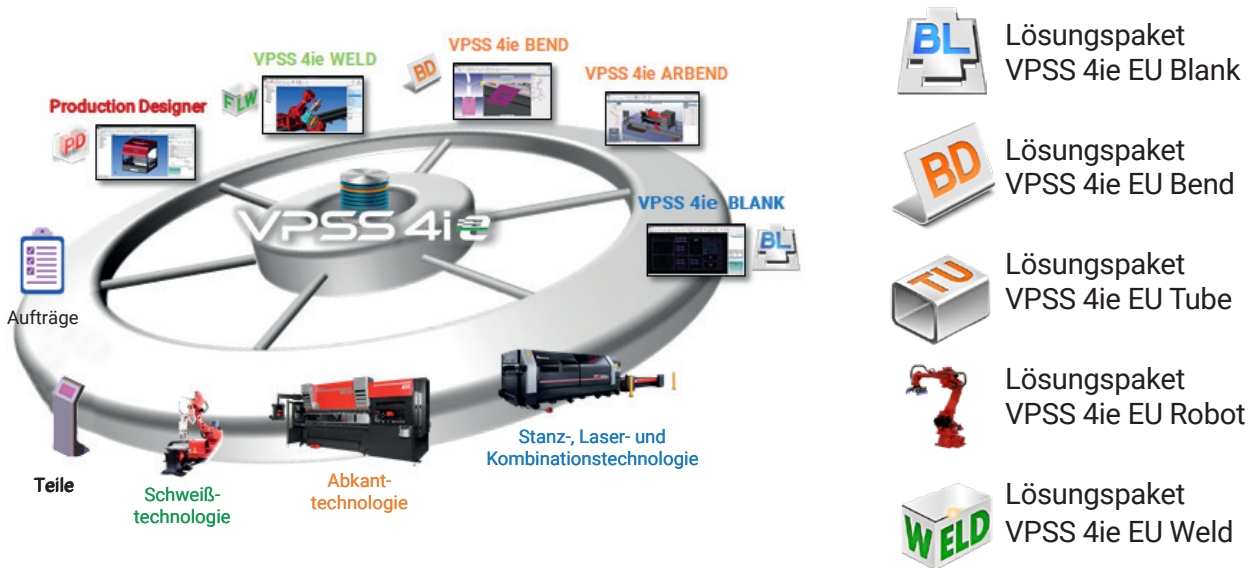 VPSS 4ie BEND
VPSS 4ie WELD
BD
VPSS 4ie ARBEND
Production Designer
FLW
PD
VPSS 4ie BLANK
VPSS 4ie
BL
Aufträge
Teile
Schweiß-
technologie
Abkant-
technologie
Stanz-, Laser- und
Kombinationstechnologie
BL
Lösungspaket
VPSS 4ie EU Blank
BD
Lösungspaket
VPSS 4ie EU Bend
TU
Lösungspaket
VPSS 4ie EU Tube
Lösungspaket
VPSS 4ie EU Robot
WELD
Lösungspaket
VPSS 4ie EU Weld